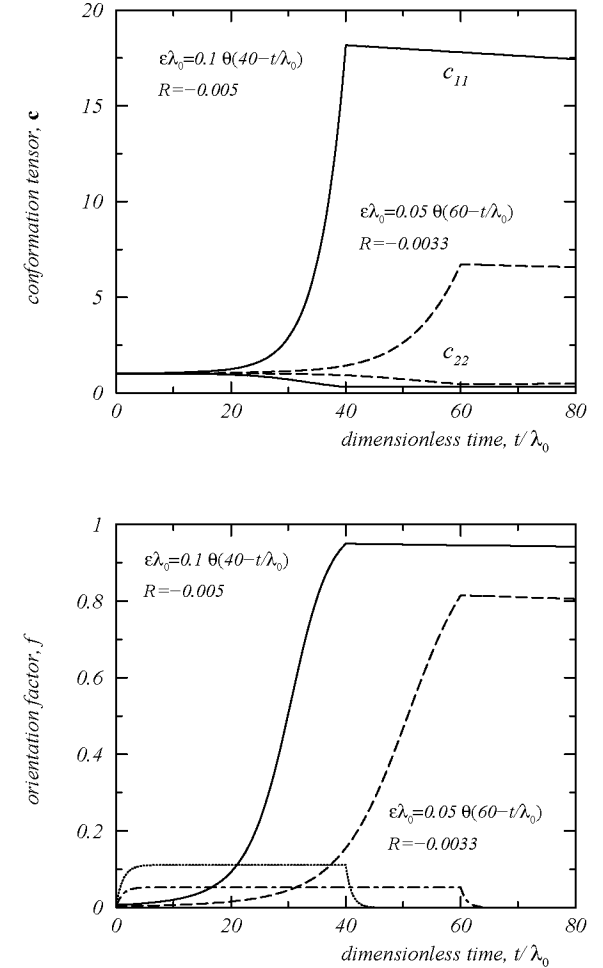 20
15
10
5
0
conformation tensor, c
ελ₀=0.1 θ(40−t/λ₀)
R=−0.005
c₁₁
ελ₀=0.05 θ(60−t/λ₀)
R=−0.0033
c₂₂
0 20 40 60 80
dimensionless time, t/λ₀
1
0.8
0.6
0.4
0.2
0
orientation factor, f
ελ₀=0.1 θ(40−t/λ₀)
R=−0.005
ελ₀=0.05 θ(60−t/λ₀)
R=−0.0033
0 20 40 60 80
dimensionless time, t/λ₀